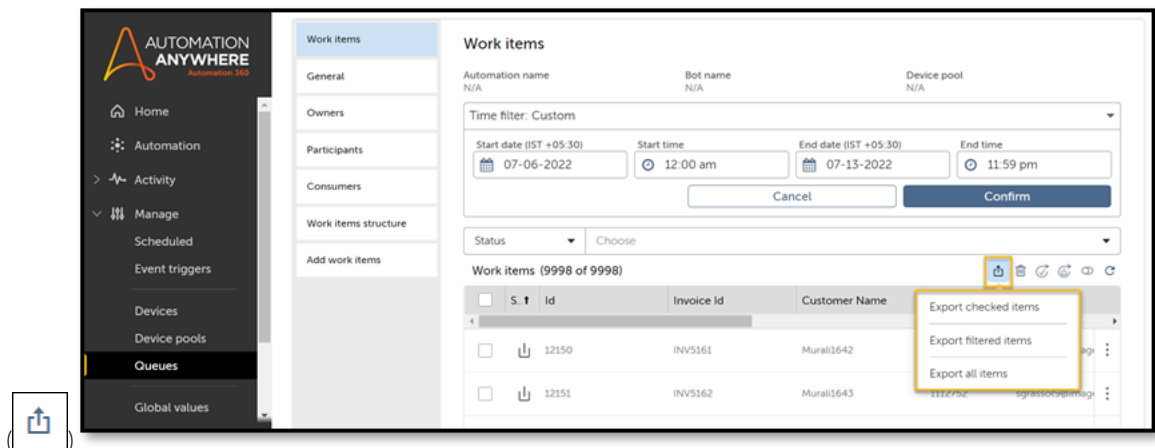 AUTOMATION
ANYWHERE
Automation 360
Home
Automation
Activity
Manage
Scheduled
Event triggers
Devices
Device pools
Queues
Global values
Work items
General
Owners
Participants
Consumers
Work items structure
Add work items
Work items
Automation name Bot name Device pool
N/A N/A N/A
Time filter: Custom
Start date (IST +05:30) Start time End date (IST +05:30) End time
07-06-2022 12:00 am 07-13-2022 11:59 pm
Cancel Confirm
Status Choose
Work items (9998 of 9998)
S.. Id Invoice Id Customer Name
Export checked items
Export filtered items
Export all items
12150 INV5161 Murali1642
12151 INV5162 Murali1643 1112752
( )